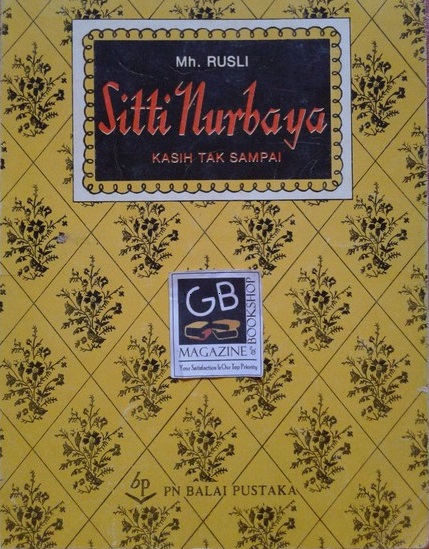 Mh. RUSLI
Sitti Nurbaya
KASIH TAK SAMPAI
GB
MAGAZINE & BOOKSHOP
Your Satisfaction Is Our Top Priority
bp PN BALAI PUSTAKA